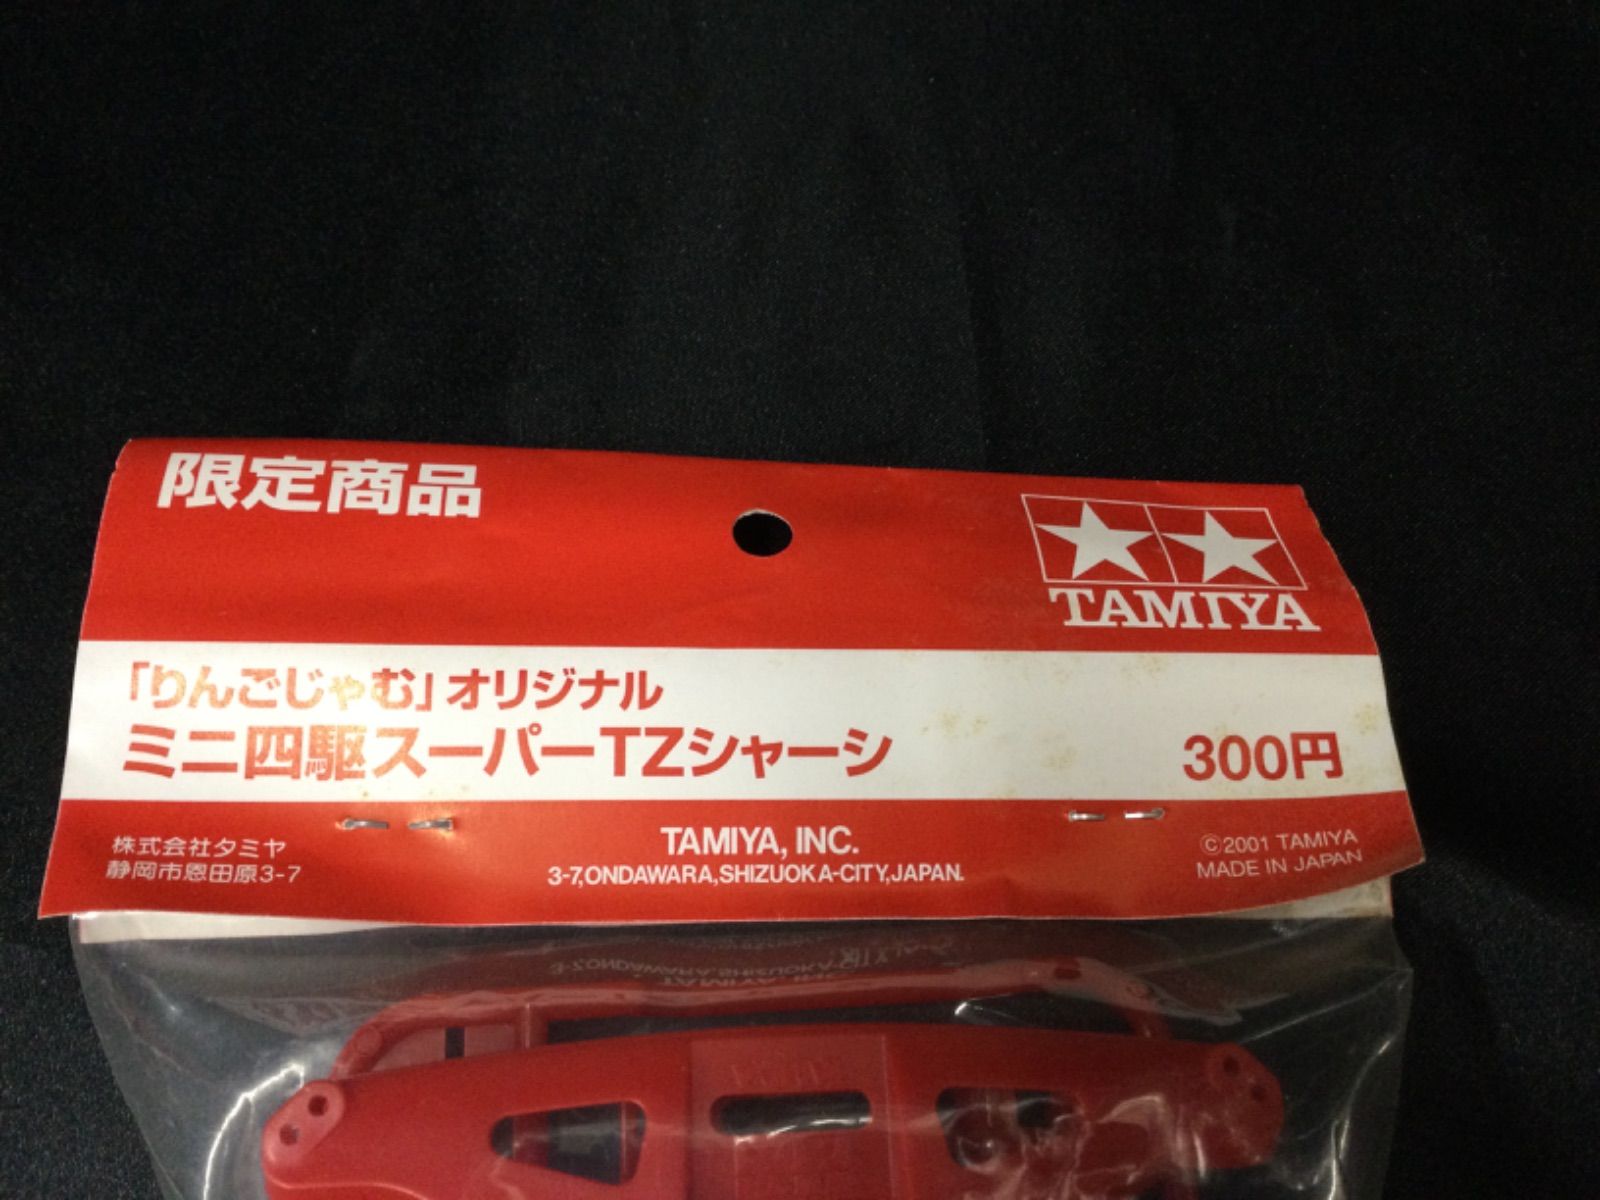 限定商品
TAMIYA
「りんごじゃむ」オリジナル
ミニ四駆スーパーTZシャーシ
300円
株式会社タミヤ
静岡市恩田原3-7
TAMIYA, INC.
3-7,ONDAWARA,SHIZUOKA-CITY,JAPAN.
©2001 TAMIYA
MADE IN JAPAN